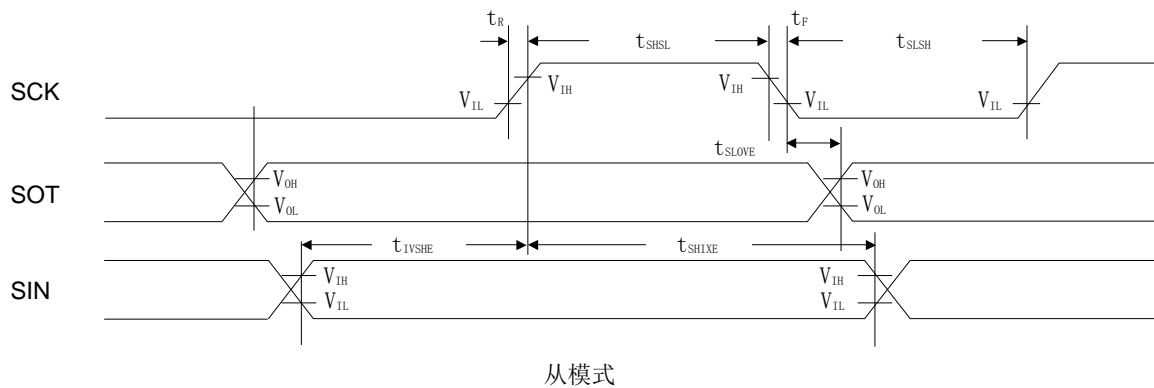 tR tSHSL tF tSLSH
SCK VIL VIH VIH VIL VIL
tSLOVE
SOT VOH VOL VOH VOL
tIVSHE tSHIXE
SIN VIH VIL VIH VIL
从模式